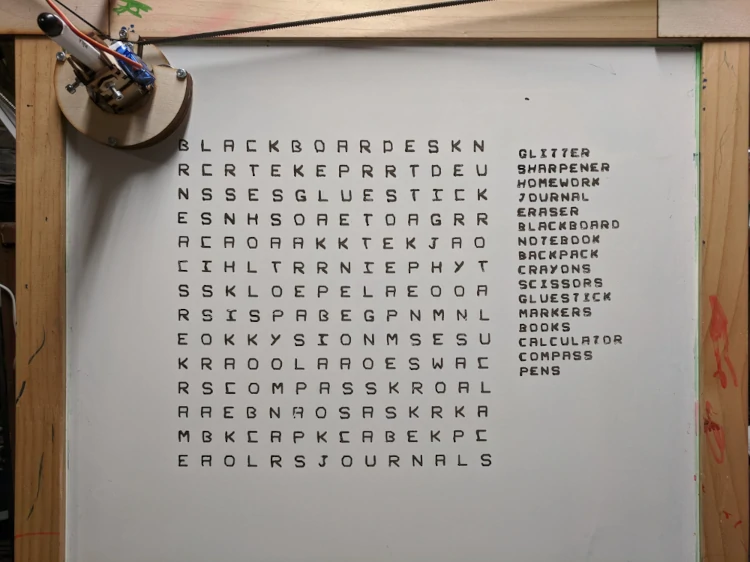 B L A C K B O A R D E S K N
R C R T E K E P R R T D E U
N S S E S G L U E S T I C K
E S N H S O A E T O A G R R
A C A O A A K K T E K J A O
C I H L T R R N I E P H Y T
S S K L O E P E L A E O O A
R S I S P A B E G P N M N L
E O K K Y S I O N M S E S U
K R A O O L A A O E S W A C
R S C O M P A S S K R O A L
A A E B N A O S A S K R K A
M B K C A P K C A B E K P C
E A O L R S J O U R N A L S
GLITTER
SHARPENER
HOMEWORK
JOURNAL
ERASER
BLACKBOARD
NOTEBOOK
BACKPACK
CRAYONS
SCISSORS
GLUESTICK
MARKERS
BOOKS
CALCULATOR
COMPASS
PENS